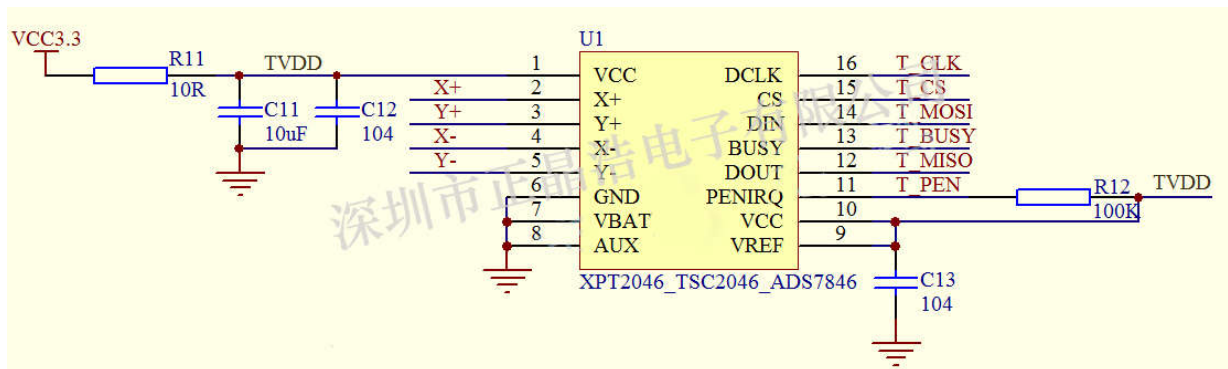 VCC3.3
R11
10R
TVDD
C11
10uF
C12
104
X+
Y+
X-
Y-
U1
1 VCC DCLK 16 T_CLK
2 X+ CS 15 T_CS
3 Y+ DIN 14 T_MOSI
4 X- BUSY 13 T_BUSY
5 Y- DOUT 12 T_MISO
6 GND PENIRQ 11 T_PEN
7 VBAT VCC 10
8 AUX VREF 9
XPT2046_TSC2046_ADS7846
R12
100K
TVDD
C13
104
深圳市正晶浩电子有限公司